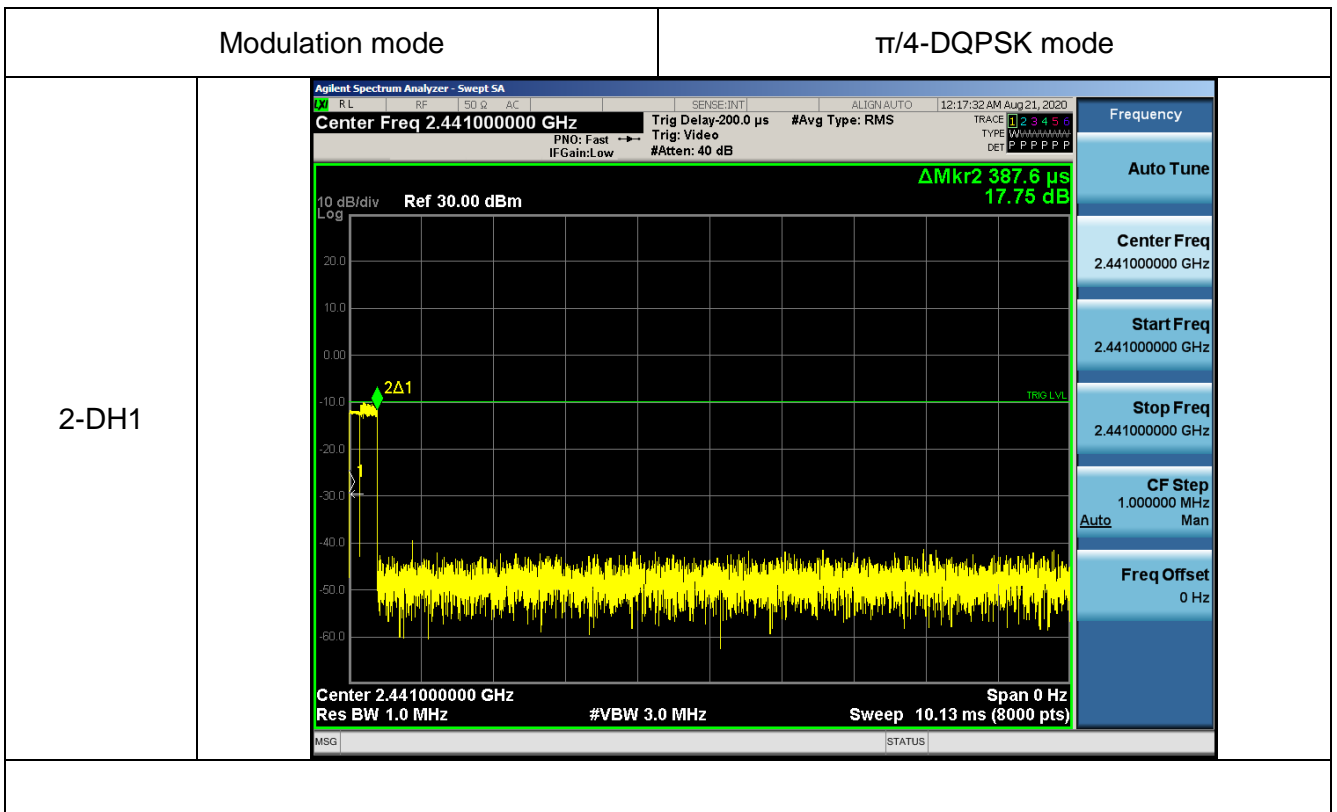 Modulation mode
π/4-DQPSK mode
2-DH1
Agilent Spectrum Analyzer - Swept SA
LXI RL RF 50 Ω AC SENSE:INT ALIGN AUTO 12:17:32 AM Aug 21, 2020
Center Freq 2.441000000 GHz
PNO: Fast
IFGain:Low
Trig Delay-200.0 µs
Trig: Video
#Atten: 40 dB
#Avg Type: RMS
TRACE 1 2 3 4 5 6
TYPE WWWWWW
DET P P P P P P
ΔMkr2 387.6 µs
17.75 dB
10 dB/div Ref 30.00 dBm
Log
20.0
10.0
0.00
-10.0
-20.0
-30.0
-40.0
-50.0
-60.0
2Δ1
1
TRIG LVL
Center 2.441000000 GHz Span 0 Hz
Res BW 1.0 MHz #VBW 3.0 MHz Sweep 10.13 ms (8000 pts)
MSG STATUS
Frequency
Auto Tune
Center Freq
2.441000000 GHz
Start Freq
2.441000000 GHz
Stop Freq
2.441000000 GHz
CF Step
1.000000 MHz
Auto Man
Freq Offset
0 Hz